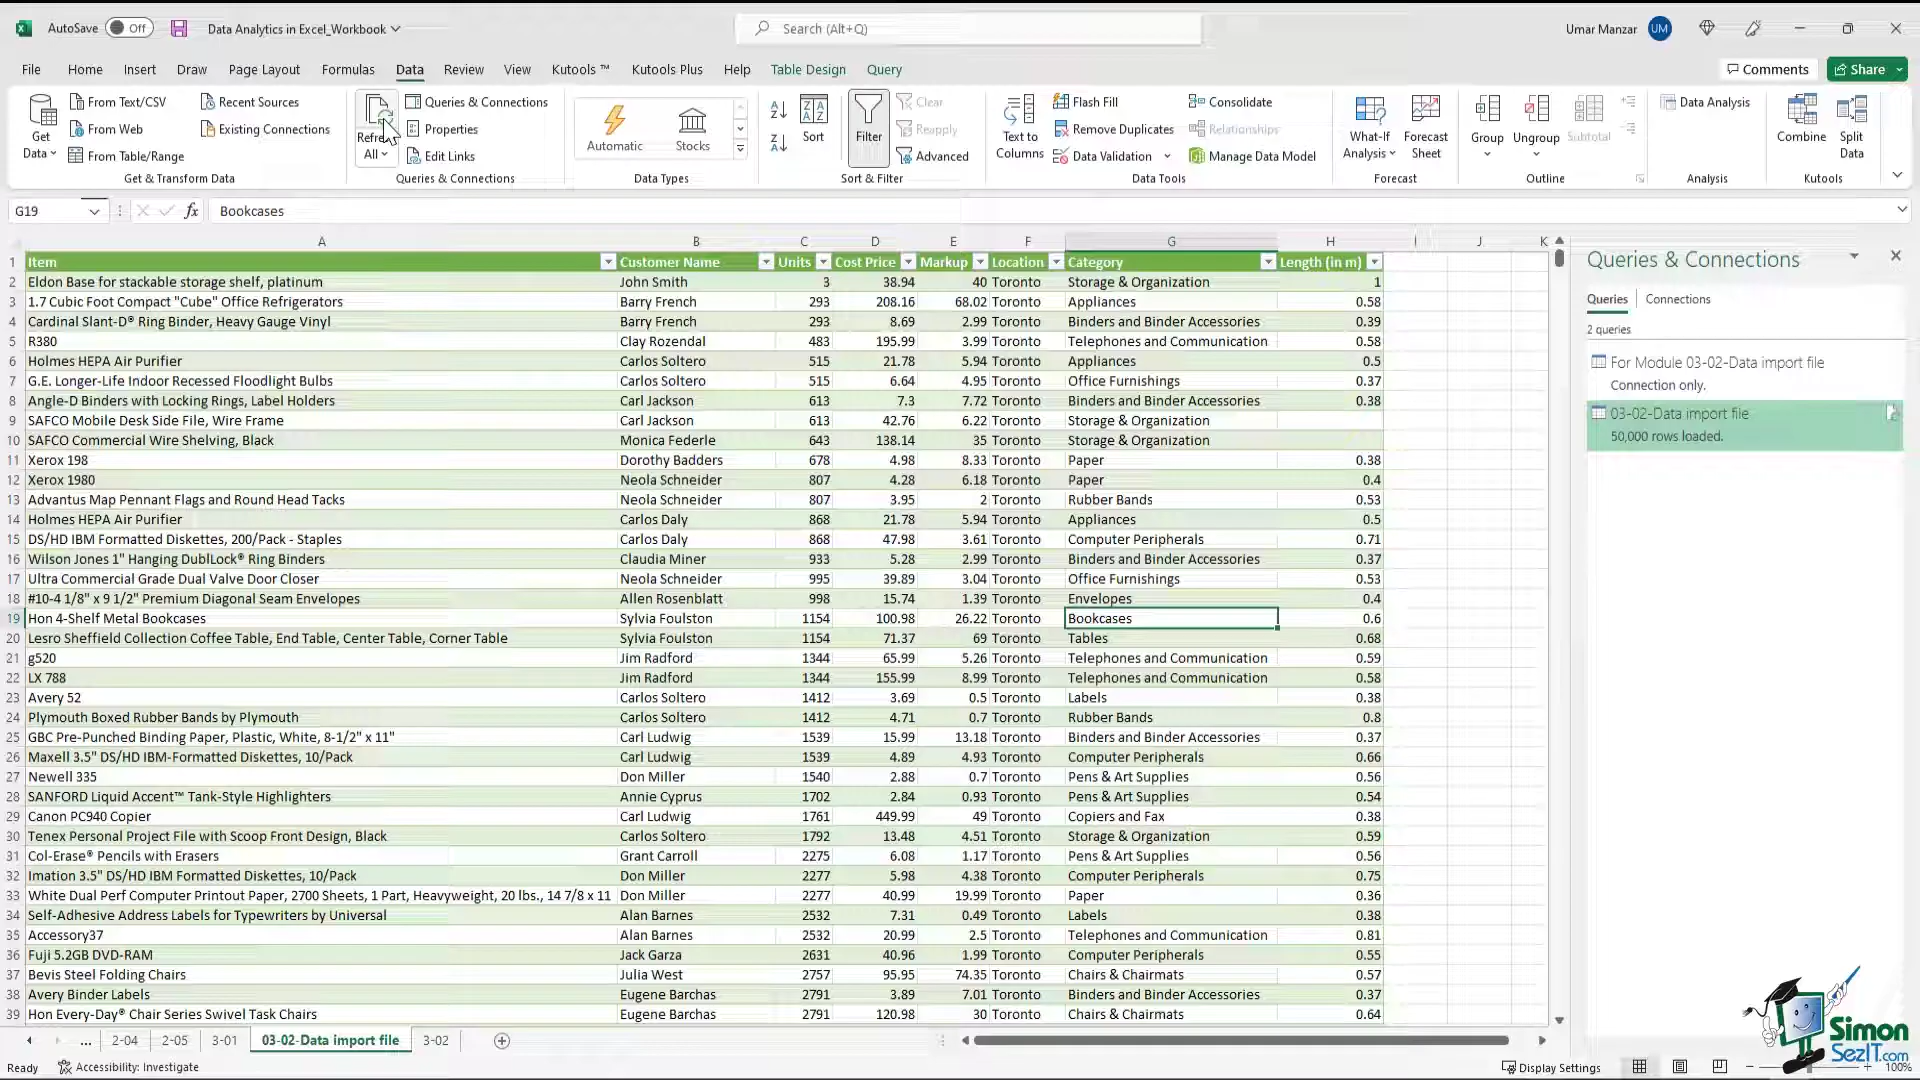 AutoSave Off Data Analytics in Excel_Workbook Search (Alt+Q) Umar Manzar UM
File Home Insert Draw Page Layout Formulas Data Review View Kutools ™ Kutools Plus Help Table Design Query Comments Share
Get Data From Text/CSV From Web From Table/Range Recent Sources Existing Connections
Get & Transform Data
Refresh All Queries & Connections Properties Edit Links
Queries & Connections
Automatic Stocks
Data Types
Sort Filter Clear Reapply Advanced
Sort & Filter
Text to Columns Flash Fill Remove Duplicates Data Validation Consolidate Relationships Manage Data Model
Data Tools
What-If Analysis Forecast Sheet
Forecast
Group Ungroup Subtotal
Outline
Data Analysis
Analysis
Combine Split Data
Kutools
G19 fx Bookcases
A B C D E F G H J K
1 Item Customer Name Units Cost Price Markup Location Category Length (in m)
2 Eldon Base for stackable storage shelf, platinum John Smith 3 38.94 40 Toronto Storage & Organization 1
3 1.7 Cubic Foot Compact "Cube" Office Refrigerators Barry French 293 208.16 68.02 Toronto Appliances 0.58
4 Cardinal Slant-D® Ring Binder, Heavy Gauge Vinyl Barry French 293 8.69 2.99 Toronto Binders and Binder Accessories 0.39
5 R380 Clay Rozendal 483 195.99 3.99 Toronto Telephones and Communication 0.58
6 Holmes HEPA Air Purifier Carlos Soltero 515 21.78 5.94 Toronto Appliances 0.5
7 G.E. Longer-Life Indoor Recessed Floodlight Bulbs Carlos Soltero 515 6.64 4.95 Toronto Office Furnishings 0.37
8 Angle-D Binders with Locking Rings, Label Holders Carl Jackson 613 7.3 7.72 Toronto Binders and Binder Accessories 0.38
9 SAFCO Mobile Desk Side File, Wire Frame Carl Jackson 613 42.76 6.22 Toronto Storage & Organization
10 SAFCO Commercial Wire Shelving, Black Monica Federle 643 138.14 35 Toronto Storage & Organization
11 Xerox 198 Dorothy Badders 678 4.98 8.33 Toronto Paper 0.38
12 Xerox 1980 Neola Schneider 807 4.28 6.18 Toronto Paper 0.4
13 Advantus Map Pennant Flags and Round Head Tacks Neola Schneider 807 3.95 2 Toronto Rubber Bands 0.53
14 Holmes HEPA Air Purifier Carlos Daly 868 21.78 5.94 Toronto Appliances 0.5
15 DS/HD IBM Formatted Diskettes, 200/Pack - Staples Carlos Daly 868 47.98 3.61 Toronto Computer Peripherals 0.71
16 Wilson Jones 1" Hanging DublLock® Ring Binders Claudia Miner 933 5.28 2.99 Toronto Binders and Binder Accessories 0.37
17 Ultra Commercial Grade Dual Valve Door Closer Neola Schneider 995 39.89 3.04 Toronto Office Furnishings 0.53
18 #10-4 1/8" x 9 1/2" Premium Diagonal Seam Envelopes Allen Rosenblatt 998 15.74 1.39 Toronto Envelopes 0.4
19 Hon 4-Shelf Metal Bookcases Sylvia Foulston 1154 100.98 26.22 Toronto Bookcases 0.6
20 Lesro Sheffield Collection Coffee Table, End Table, Center Table, Corner Table Sylvia Foulston 1154 71.37 69 Toronto Tables 0.68
21 g520 Jim Radford 1344 65.99 5.26 Toronto Telephones and Communication 0.59
22 LX 788 Jim Radford 1344 155.99 8.99 Toronto Telephones and Communication 0.58
23 Avery 52 Carlos Soltero 1412 3.69 0.5 Toronto Labels 0.38
24 Plymouth Boxed Rubber Bands by Plymouth Carlos Soltero 1412 4.71 0.7 Toronto Rubber Bands 0.8
25 GBC Pre-Punched Binding Paper, Plastic, White, 8-1/2" x 11" Carl Ludwig 1539 15.99 13.18 Toronto Binders and Binder Accessories 0.37
26 Maxell 3.5" DS/HD IBM-Formatted Diskettes, 10/Pack Carl Ludwig 1539 4.89 4.93 Toronto Computer Peripherals 0.66
27 Newell 335 Don Miller 1540 2.88 0.7 Toronto Pens & Art Supplies 0.56
28 SANFORD Liquid Accent™ Tank-Style Highlighters Annie Cyprus 1702 2.84 0.93 Toronto Pens & Art Supplies 0.54
29 Canon PC940 Copier Carl Ludwig 1761 449.99 49 Toronto Copiers and Fax 0.38
30 Tenex Personal Project File with Scoop Front Design, Black Carlos Soltero 1792 13.48 4.51 Toronto Storage & Organization 0.59
31 Col-Erase® Pencils with Erasers Grant Carroll 2275 6.08 1.17 Toronto Pens & Art Supplies 0.56
32 Imation 3.5" DS/HD IBM Formatted Diskettes, 10/Pack Don Miller 2277 5.98 4.38 Toronto Computer Peripherals 0.75
33 White Dual Perf Computer Printout Paper, 2700 Sheets, 1 Part, Heavyweight, 20 lbs., 14 7/8 x 11 Don Miller 2277 40.99 19.99 Toronto Paper 0.36
34 Self-Adhesive Address Labels for Typewriters by Universal Alan Barnes 2532 7.31 0.49 Toronto Labels 0.38
35 Accessory37 Alan Barnes 2532 20.99 2.5 Toronto Telephones and Communication 0.81
36 Fuji 5.2GB DVD-RAM Jack Garza 2631 40.96 1.99 Toronto Computer Peripherals 0.55
37 Bevis Steel Folding Chairs Julia West 2757 95.95 74.35 Toronto Chairs & Chairmats 0.57
38 Avery Binder Labels Eugene Barchas 2791 3.89 7.01 Toronto Binders and Binder Accessories 0.37
39 Hon Every-Day® Chair Series Swivel Task Chairs Eugene Barchas 2791 120.98 30 Toronto Chairs & Chairmats 0.64
Queries & Connections
Queries Connections
2 queries
For Module 03-02-Data import file
Connection only.
03-02-Data import file
50,000 rows loaded.
... 2-04 2-05 3-01 03-02-Data import file 3-02
Ready Accessibility: Investigate Display Settings 100%
Simon
SezIT.com